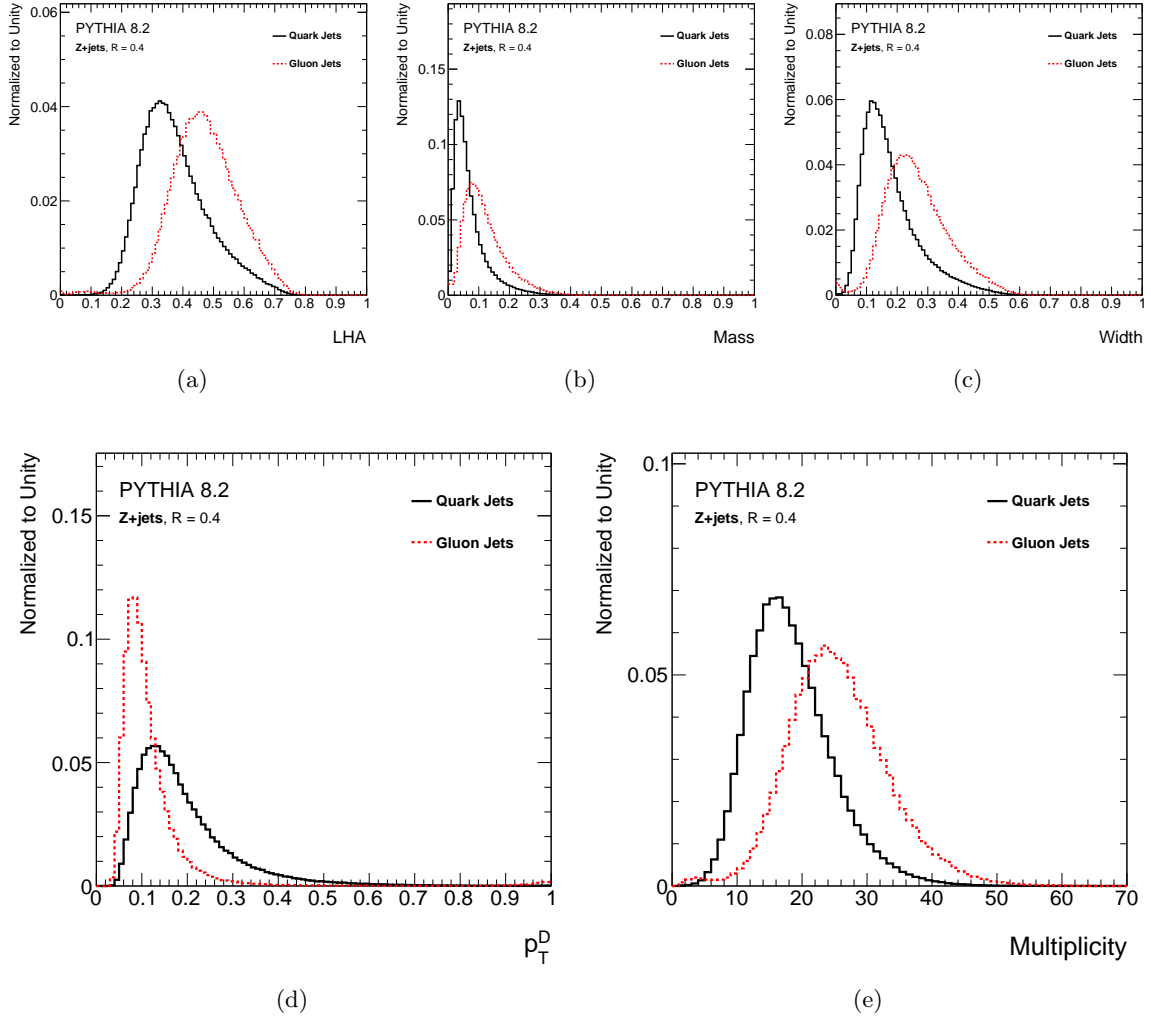 Normalized to Unity
0.06
0.04
0.02
0
PYTHIA 8.2
Z+jets, R = 0.4
Quark Jets
Gluon Jets
0 0.1 0.2 0.3 0.4 0.5 0.6 0.7 0.8 0.9 1
LHA
(a)
Normalized to Unity
0.15
0.1
0.05
0
PYTHIA 8.2
Z+jets, R = 0.4
Quark Jets
Gluon Jets
0 0.1 0.2 0.3 0.4 0.5 0.6 0.7 0.8 0.9 1
Mass
(b)
Normalized to Unity
0.08
0.06
0.04
0.02
0
PYTHIA 8.2
Z+jets, R = 0.4
Quark Jets
Gluon Jets
0 0.1 0.2 0.3 0.4 0.5 0.6 0.7 0.8 0.9 1
Width
(c)
Normalized to Unity
0.15
0.1
0.05
0
PYTHIA 8.2
Z+jets, R = 0.4
Quark Jets
Gluon Jets
0 0.1 0.2 0.3 0.4 0.5 0.6 0.7 0.8 0.9 1
p_T^D
(d)
Normalized to Unity
0.1
0.05
0
PYTHIA 8.2
Z+jets, R = 0.4
Quark Jets
Gluon Jets
0 10 20 30 40 50 60 70
Multiplicity
(e)